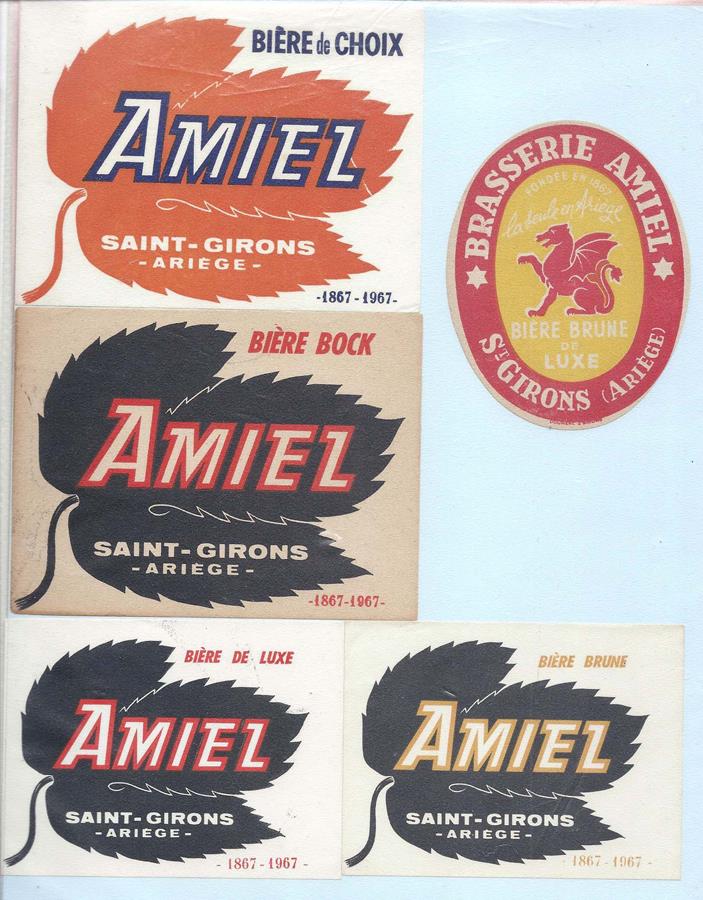 BIÈRE de CHOIX
AMIEL
SAINT-GIRONS
-ARIÈGE-
-1867-1967-
BRASSERIE AMIEL
FONDÉE EN 1867
la seule en Ariège
BIÈRE BRUNE
DE
LUXE
ST GIRONS (ARIÈGE)
BIÈRE BOCK
AMIEL
SAINT-GIRONS
-ARIÈGE-
-1867-1967-
BIÈRE DE LUXE
AMIEL
SAINT-GIRONS
-ARIÈGE-
-1867-1967-
BIÈRE BRUNE
AMIEL
SAINT-GIRONS
-ARIÈGE-
-1867-1967-